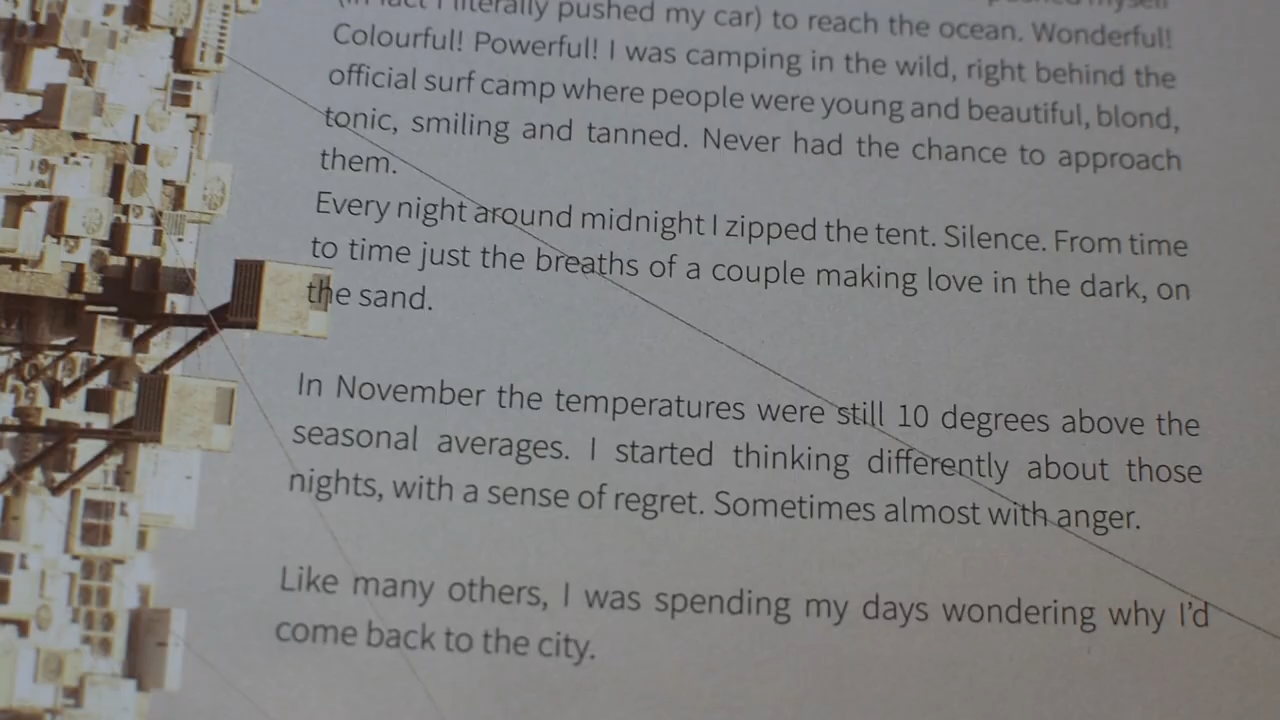 (in fact I literally pushed my car) to reach the ocean. Wonderful!
Colourful! Powerful! I was camping in the wild, right behind the
official surf camp where people were young and beautiful, blond,
tonic, smiling and tanned. Never had the chance to approach
them.
Every night around midnight I zipped the tent. Silence. From time
to time just the breaths of a couple making love in the dark, on
the sand.
In November the temperatures were still 10 degrees above the
seasonal averages. I started thinking differently about those
nights, with a sense of regret. Sometimes almost with anger.
Like many others, I was spending my days wondering why I’d
come back to the city.